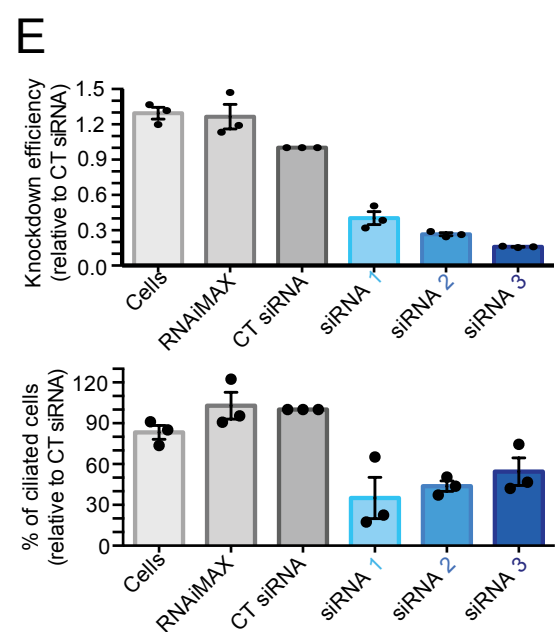 E
Knockdown efficiency
(relative to CT siRNA)
1.5
1.2
0.9
0.6
0.3
0.0
Cells
RNAiMAX
CT siRNA
siRNA 1
siRNA 2
siRNA 3
% of ciliated cells
(relative to CT siRNA)
120
90
60
30
0
Cells
RNAiMAX
CT siRNA
siRNA 1
siRNA 2
siRNA 3